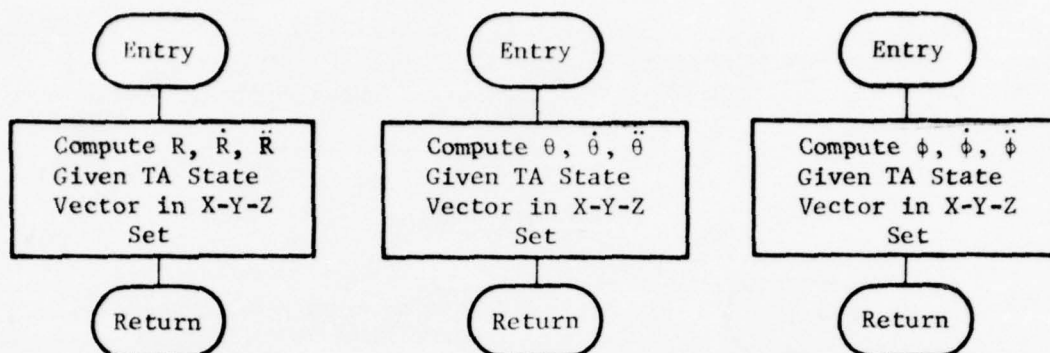 Entry
Compute R, Ṙ, R̈
Given TA State
Vector in X-Y-Z
Set
Return
Entry
Compute θ, θ̇, θ̈
Given TA State
Vector in X-Y-Z
Set
Return
Entry
Compute ϕ, ϕ̇, ϕ̈
Given TA State
Vector in X-Y-Z
Set
Return